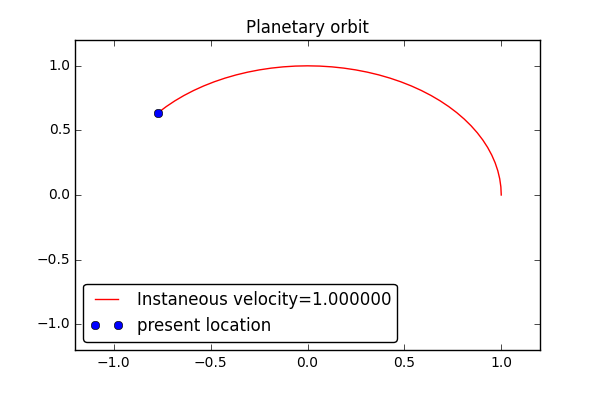 Planetary orbit
1.0
0.5
0.0
−0.5
−1.0
Instaneous velocity=1.000000
present location
−1.0 −0.5 0.0 0.5 1.0